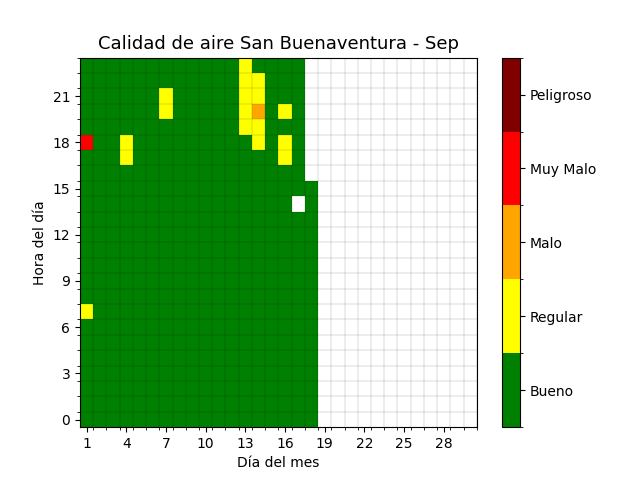 Calidad de aire San Buenaventura - Sep
Hora del día
21
18
15
12
9
6
3
0
1 4 7 10 13 16 19 22 25 28
Día del mes
Peligroso
Muy Malo
Malo
Regular
Bueno